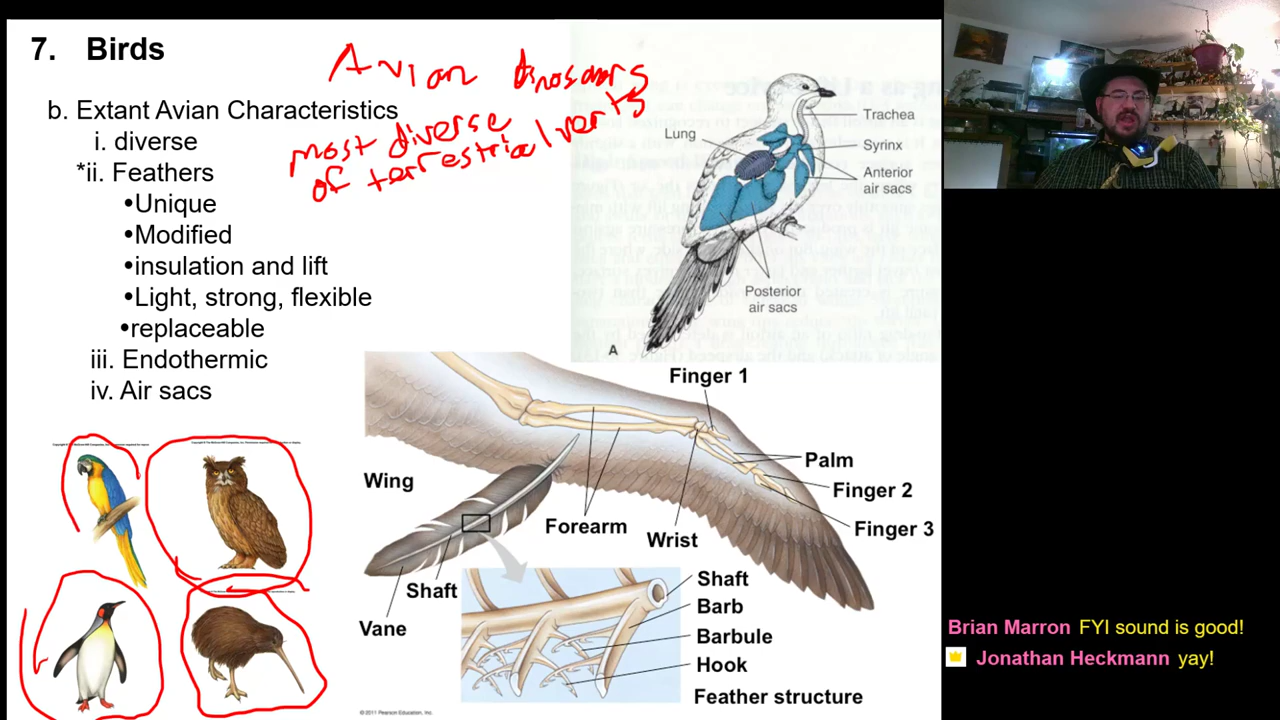 7. Birds
Avian dinosaurs
b. Extant Avian Characteristics
most diverse
of terrestrial verts
i. diverse
*ii. Feathers
•Unique
•Modified
•insulation and lift
•Light, strong, flexible
•replaceable
iii. Endothermic
iv. Air sacs
Lung
Trachea
Syrinx
Anterior
air sacs
Posterior
air sacs
A
Finger 1
Wing
Palm
Finger 2
Finger 3
Forearm
Wrist
Shaft
Vane
Shaft
Barb
Barbule
Hook
Feather structure
© 2011 Pearson Education, Inc.
Brian Marron FYI sound is good!
Jonathan Heckmann yay!